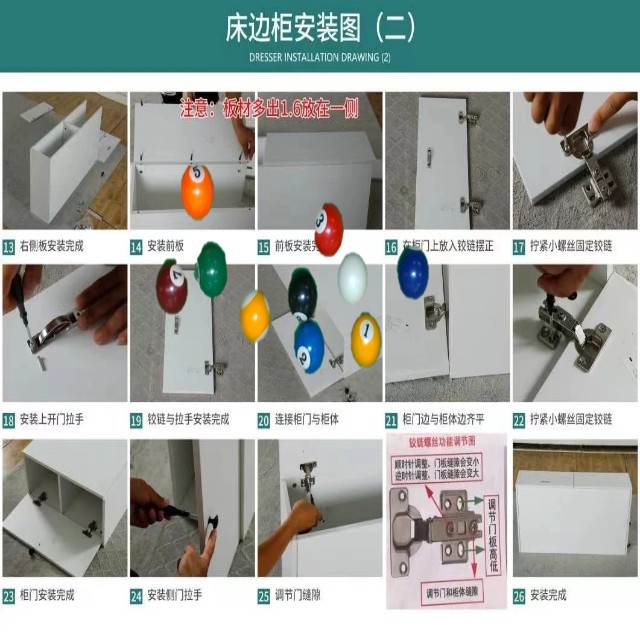 床边柜安装图（二）
DRESSER INSTALLATION DRAWING (2)
注意：板材多出1.6放在一侧
13 右侧板安装完成
14 安装前板
15 前板安装完
16 在柜门上放入铰链摆正
17 拧紧小螺丝固定铰链
5
3
7
1
2
18 安装上开门拉手
19 铰链与拉手安装完成
20 连接柜门与柜体
21 柜门边与柜体边齐平
22 拧紧小螺丝固定铰链
铰链螺丝功能调节图
顺时针调整，门板缝隙会变小
逆时针调整，门板缝隙会变大
调节门板高低
调节门和柜体缝隙
23 柜门安装完成
24 安装侧门拉手
25 调节门缝隙
26 安装完成